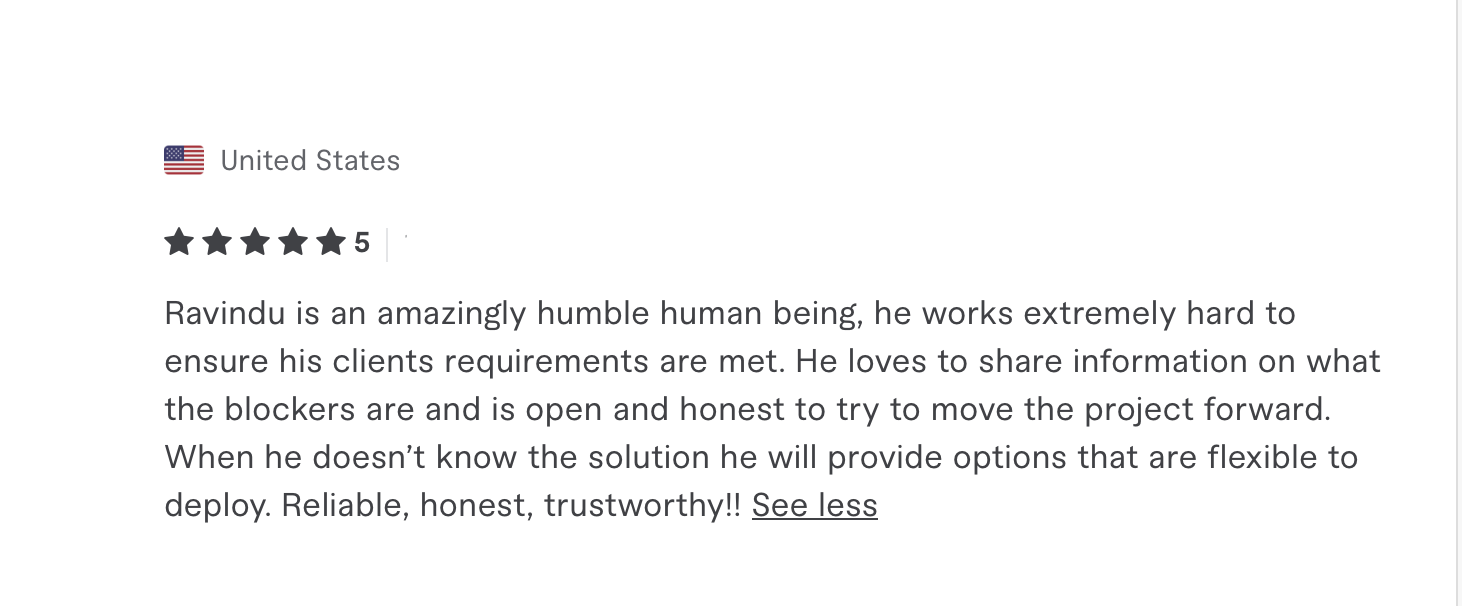 United States
5
Ravindu is an amazingly humble human being, he works extremely hard to
ensure his clients requirements are met. He loves to share information on what
the blockers are and is open and honest to try to move the project forward.
When he doesn’t know the solution he will provide options that are flexible to
deploy. Reliable, honest, trustworthy!! See less